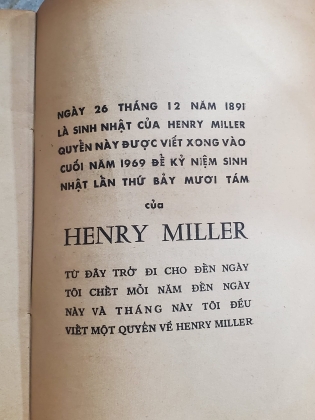 NGÀY 26 THÁNG 12 NĂM 1891
LÀ SINH NHẬT CỦA HENRY MILLER
QUYỀN NÀY ĐƯỢC VIẾT XONG VÀO
CUỐI NĂM 1969 ĐỂ KỶ NIỆM SINH
NHẬT LẦN THỨ BẢY MƯƠI TÁM
của
HENRY MILLER
TỪ ĐÂY TRỞ ĐI CHO ĐẾN NGÀY
TÔI CHẾT MỖI NĂM ĐẾN NGÀY
NÀY VÀ THÁNG NÀY TÔI ĐỀU
VIẾT MỘT QUYỂN VỀ HENRY MILLER